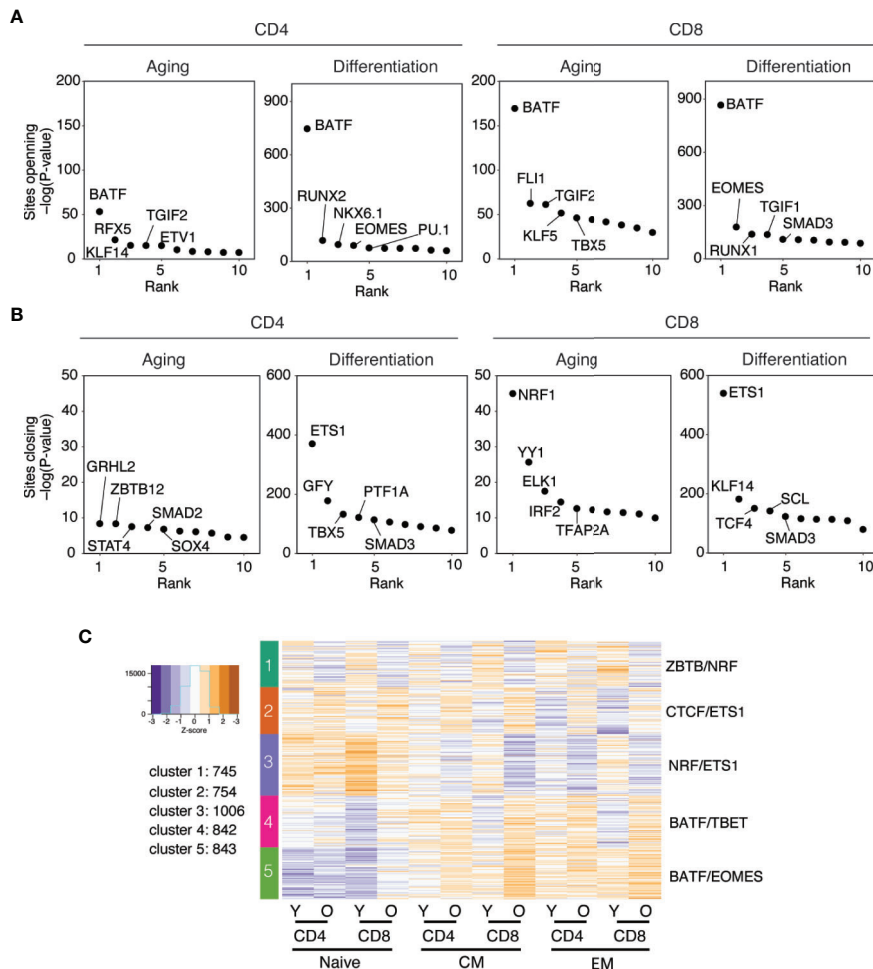 A
CD4
CD8
Aging
Differentiation
Aging
Differentiation
Sites openning
–log(P-value)
200
150
100
50
0
BATF
RFX5
KLF14
TGIF2
ETV1
1
5
10
Rank
900
600
300
0
BATF
RUNX2
NKX6.1
EOMES
PU.1
1
5
10
Rank
200
150
100
50
0
BATF
FLI1
TGIF2
KLF5
TBX5
1
5
10
Rank
900
600
300
0
BATF
EOMES
TGIF1
SMAD3
RUNX1
1
5
10
Rank
B
CD4
CD8
Aging
Differentiation
Aging
Differentiation
Sites closing
–log(P-value)
50
40
30
20
10
0
GRHL2
ZBTB12
SMAD2
STAT4
SOX4
1
5
10
Rank
600
400
200
0
ETS1
GFY
PTF1A
TBX5
SMAD3
1
5
10
Rank
50
40
30
20
10
0
NRF1
YY1
ELK1
IRF2
TFAP2A
1
5
10
Rank
600
400
200
0
ETS1
KLF14
SCL
TCF4
SMAD3
1
5
10
Rank
C
15000
0
-3 -2 -1 0 1 2 -3
Z-score
cluster 1: 745
cluster 2: 754
cluster 3: 1006
cluster 4: 842
cluster 5: 843
1
2
3
4
5
ZBTB/NRF
CTCF/ETS1
NRF/ETS1
BATF/TBET
BATF/EOMES
Y O Y O Y O Y O Y O Y O
CD4 CD8 CD4 CD8 CD4 CD8
Naive CM EM